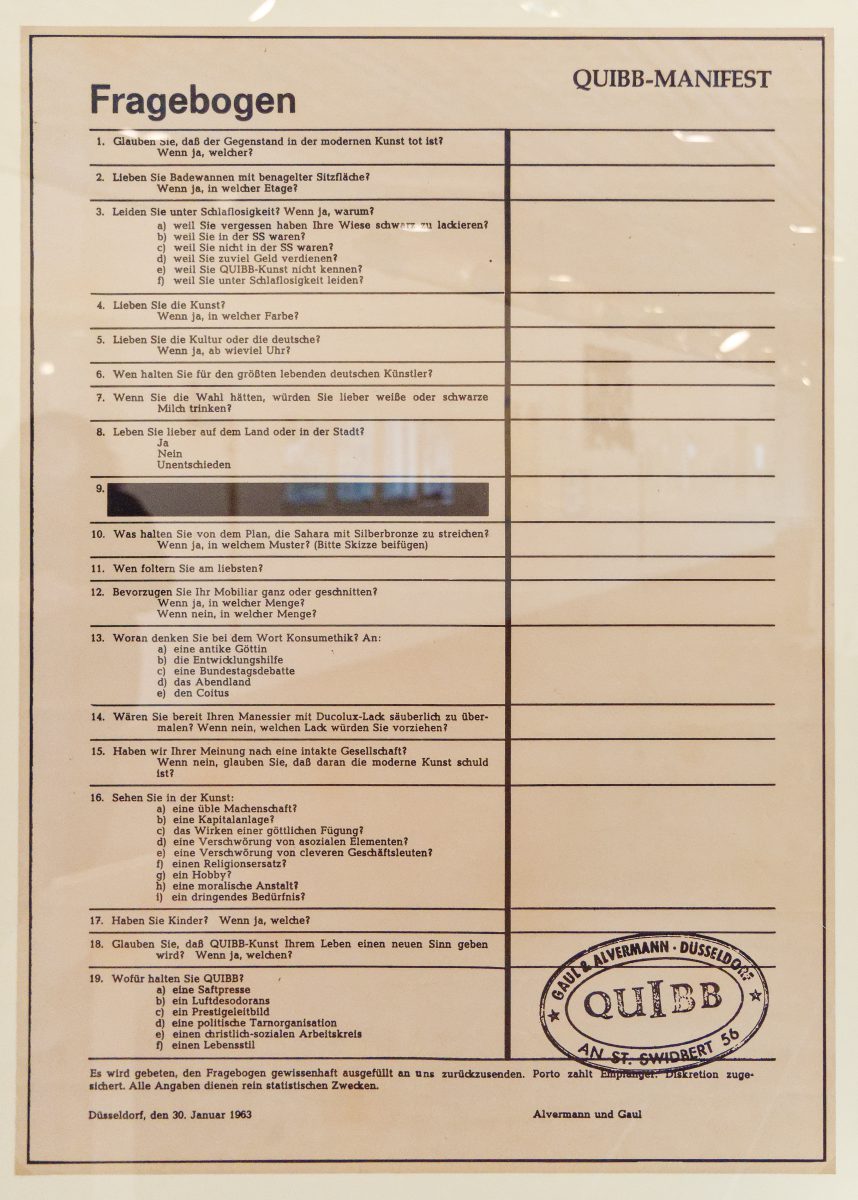 QUIBB-MANIFEST
Fragebogen
1. Glauben Sie, daß der Gegenstand in der modernen Kunst tot ist?
Wenn ja, welcher?
2. Lieben Sie Badewannen mit benagelter Sitzfläche?
Wenn ja, in welcher Etage?
3. Leiden Sie unter Schlaflosigkeit? Wenn ja, warum?
a) weil Sie vergessen haben Ihre Wiese schwarz zu lackieren?
b) weil Sie in der SS waren?
c) weil Sie nicht in der SS waren?
d) weil Sie zuviel Geld verdienen?
e) weil Sie QUIBB-Kunst nicht kennen?
f) weil Sie unter Schlaflosigkeit leiden?
4. Lieben Sie die Kunst?
Wenn ja, in welcher Farbe?
5. Lieben Sie die Kultur oder die deutsche?
Wenn ja, ab wieviel Uhr?
6. Wen halten Sie für den größten lebenden deutschen Künstler?
7. Wenn Sie die Wahl hätten, würden Sie lieber weiße oder schwarze
Milch trinken?
8. Leben Sie lieber auf dem Land oder in der Stadt?
Ja
Nein
Unentschieden
9.
10. Was halten Sie von dem Plan, die Sahara mit Silberbronze zu streichen?
Wenn ja, in welchem Muster? (Bitte Skizze beifügen)
11. Wen foltern Sie am liebsten?
12. Bevorzugen Sie Ihr Mobiliar ganz oder geschnitten?
Wenn ja, in welcher Menge?
Wenn nein, in welcher Menge?
13. Woran denken Sie bei dem Wort Konsumethik? An:
a) eine antike Göttin
b) die Entwicklungshilfe
c) eine Bundestagsdebatte
d) das Abendland
e) den Coitus
14. Wären Sie bereit Ihren Manessier mit Ducolux-Lack säuberlich zu über-
malen? Wenn nein, welchen Lack würden Sie vorziehen?
15. Haben wir Ihrer Meinung nach eine intakte Gesellschaft?
Wenn nein, glauben Sie, daß daran die moderne Kunst schuld
ist?
16. Sehen Sie in der Kunst:
a) eine üble Machenschaft?
b) eine Kapitalanlage?
c) das Wirken einer göttlichen Fügung?
d) eine Verschwörung von asozialen Elementen?
e) eine Verschwörung von cleveren Geschäftsleuten?
f) einen Religionsersatz?
g) ein Hobby?
h) eine moralische Anstalt?
i) ein dringendes Bedürfnis?
17. Haben Sie Kinder? Wenn ja, welche?
18. Glauben Sie, daß QUIBB-Kunst Ihrem Leben einen neuen Sinn geben
wird? Wenn ja, welchen?
19. Wofür halten Sie QUIBB?
a) eine Saftpresse
b) ein Luftdesodorans
c) ein Prestigeleitbild
d) eine politische Tarnorganisation
e) einen christlich-sozialen Arbeitskreis
f) einen Lebensstil
GAUL & ALVERMANN · DÜSSELDORF
QUIBB
AN ST. SWIDBERT 56
Es wird gebeten, den Fragebogen gewissenhaft ausgefüllt an uns zurückzusenden. Porto zahlt Empfänger. Diskretion zuge-
sichert. Alle Angaben dienen rein statistischen Zwecken.
Düsseldorf, den 30. Januar 1963
Alvermann und Gaul